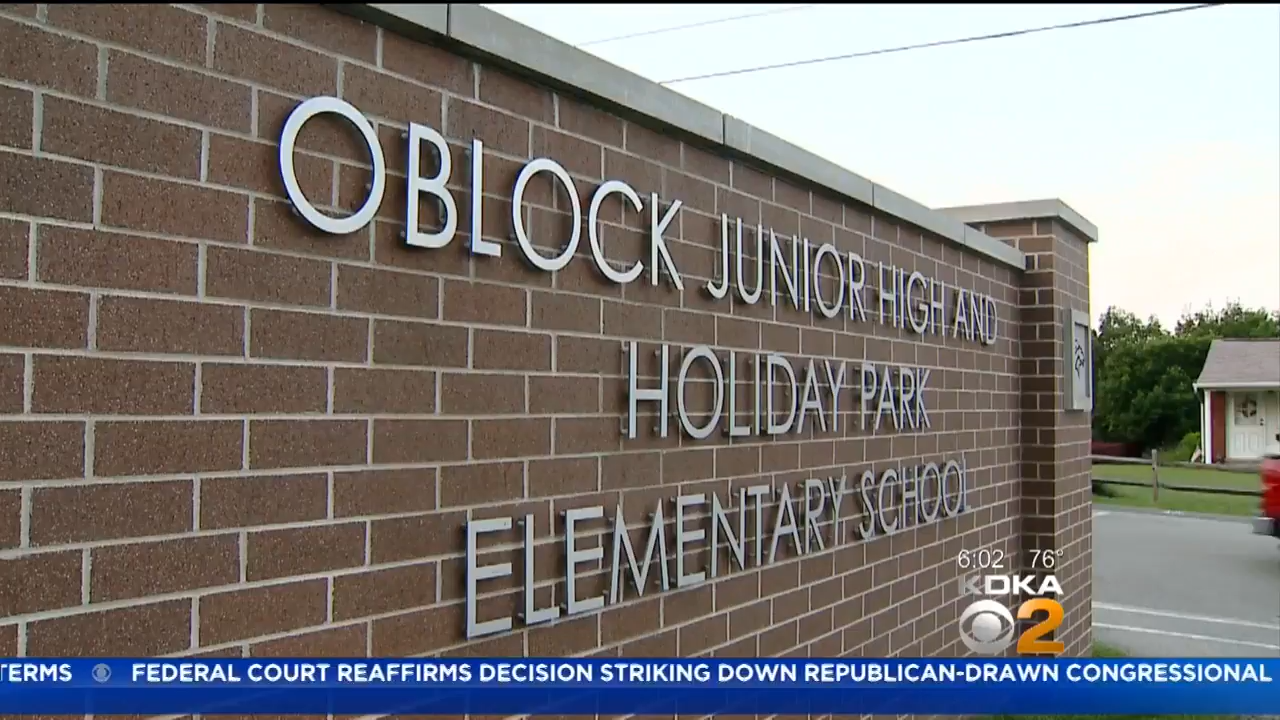 OBLOCK JUNIOR HIGH AND
HOLIDAY PARK
ELEMENTARY SCHOOL
6:02 76°
KDKA
2
TERMS FEDERAL COURT REAFFIRMS DECISION STRIKING DOWN REPUBLICAN-DRAWN CONGRESSIONAL